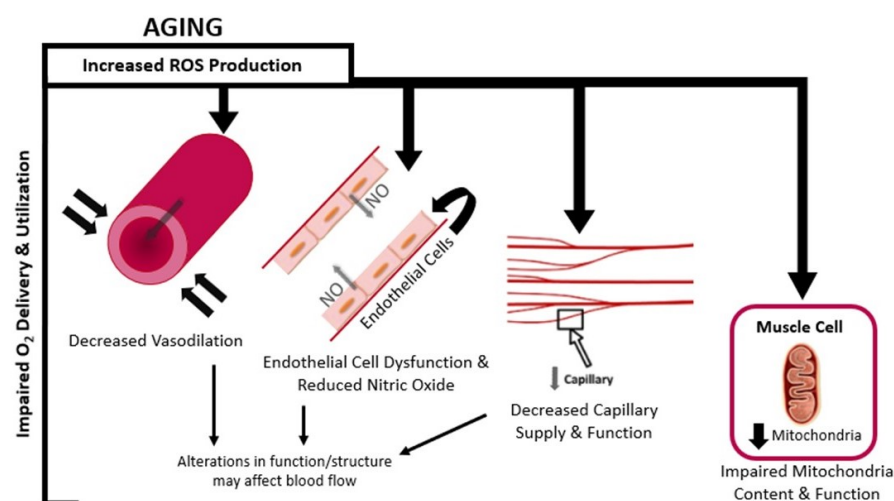 AGING
Increased ROS Production
Impaired O₂ Delivery & Utilization
NO
NO
Endothelial Cells
Decreased Vasodilation
Endothelial Cell Dysfunction &
Reduced Nitric Oxide
Capillary
Decreased Capillary
Supply & Function
Muscle Cell
Mitochondria
Impaired Mitochondria
Content & Function
Alterations in function/structure
may affect blood flow